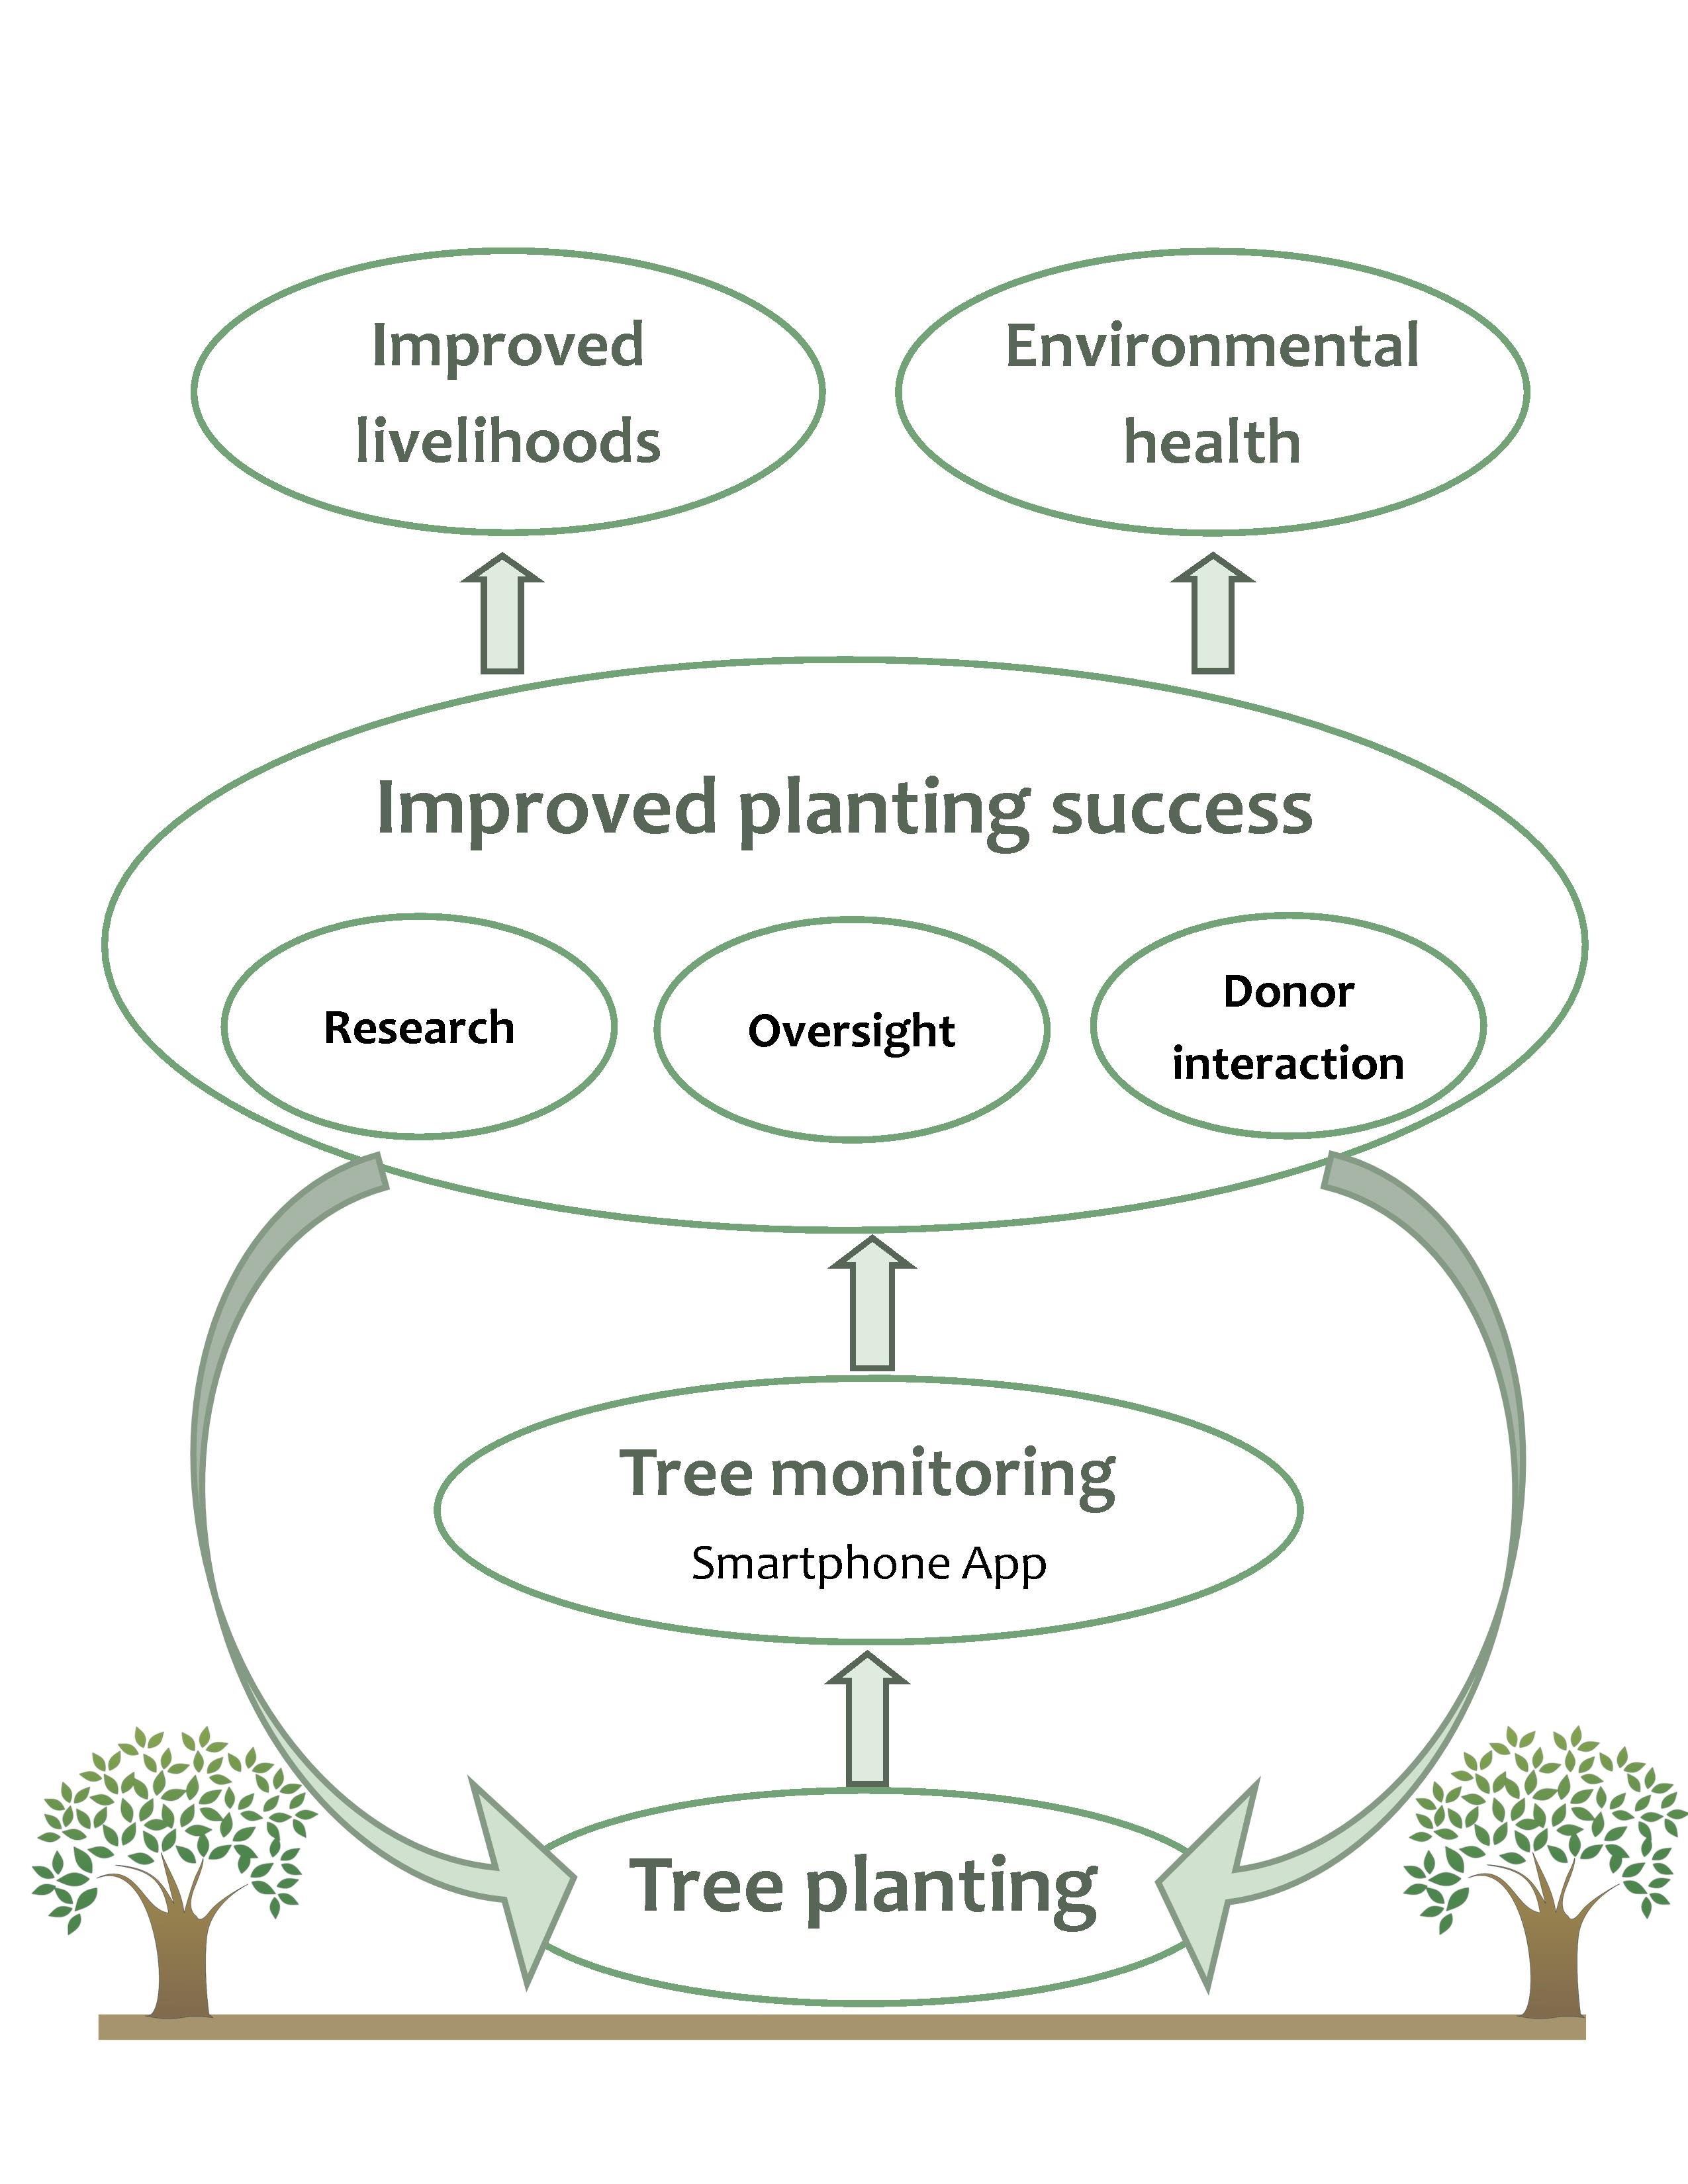 Improved
livelihoods
Environmental
health
Improved planting success
Research
Oversight
Donor
interaction
Tree monitoring
Smartphone App
Tree planting